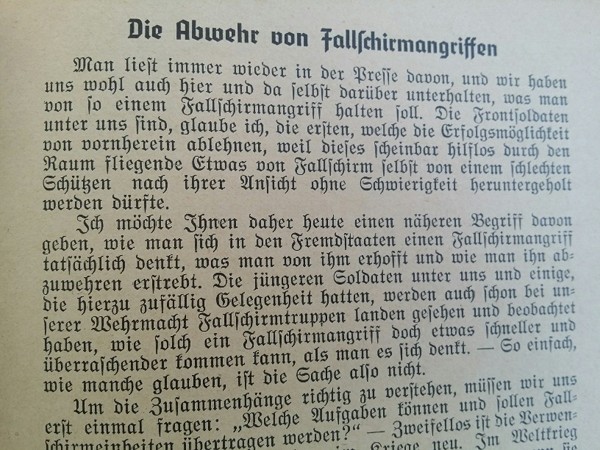 Die Abwehr von Fallschirmangriffen
Man liest immer wieder in der Presse davon, und wir haben
uns wohl auch hier und da selbst darüber unterhalten, was man
von so einem Fallschirmangriff halten soll. Die Frontsoldaten
unter uns sind, glaube ich, die ersten, welche die Erfolgsmöglichkeit
von vornherein ablehnen, weil dieses scheinbar hilflos durch den
Raum fliegende Etwas von Fallschirm selbst von einem schlechten
Schützen nach ihrer Ansicht ohne Schwierigkeit heruntergeholt
werden dürfte.
Ich möchte Ihnen daher heute einen näheren Begriff davon
geben, wie man sich in den Fremdstaaten einen Fallschirmangriff
tatsächlich denkt, was man von ihm erhofft und wie man ihn ab-
zuwehren erstrebt. Die jüngeren Soldaten unter uns und einige,
die hierzu zufällig Gelegenheit hatten, werden auch schon bei un-
serer Wehrmacht Fallschirmtruppen landen gesehen und beobachtet
haben, wie solch ein Fallschirmangriff doch etwas schneller und
überraschender kommen kann, als man es sich denkt. — So einfach,
wie manche glauben, ist die Sache also nicht.
Um die Zusammenhänge richtig zu verstehen, müssen wir uns
erst einmal fragen: „Welche Aufgaben können und sollen Fall-
schirmeinheiten übertragen werden?“ — Zweifellos ist die Verwen-
im Kriege neu. Im Weltkrieg